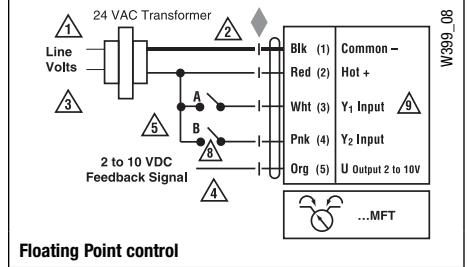 24 VAC Transformer
1
2
Line
Volts
3
Blk (1) Common –
Red (2) Hot +
A
Wht (3) Y1 Input
9
5
B
Pnk (4) Y2 Input
8
2 to 10 VDC
Feedback Signal
Org (5) U Output 2 to 10V
4
...MFT
Floating Point control
W399_08